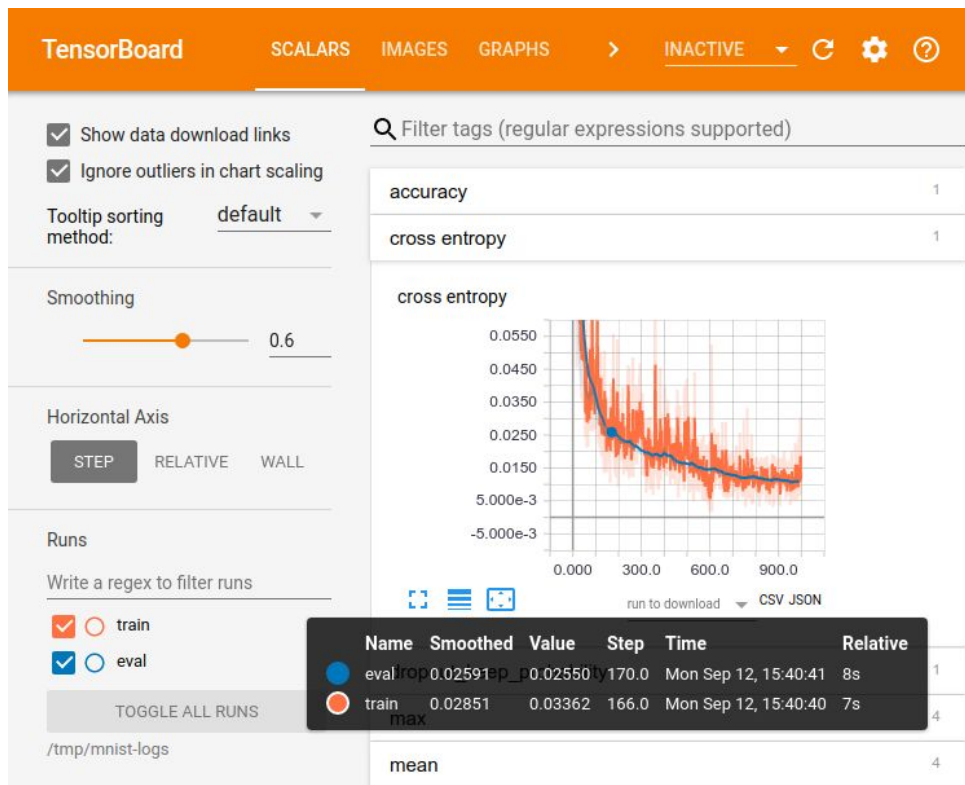 TensorBoard SCALARS IMAGES GRAPHS INACTIVE
Show data download links
Ignore outliers in chart scaling
Tooltip sorting
method:
default
Smoothing
0.6
Horizontal Axis
STEP RELATIVE WALL
Runs
Write a regex to filter runs
train
eval
TOGGLE ALL RUNS
/tmp/mnist-logs
Filter tags (regular expressions supported)
accuracy 1
cross entropy 1
cross entropy
0.0550
0.0450
0.0350
0.0250
0.0150
5.000e-3
-5.000e-3
0.000 300.0 600.0 900.0
run to download CSV JSON
Name Smoothed Value Step Time Relative
eval 0.02591 0.02550 170.0 Mon Sep 12, 15:40:41 8s
train 0.02851 0.03362 166.0 Mon Sep 12, 15:40:40 7s
1
max 4
mean 4